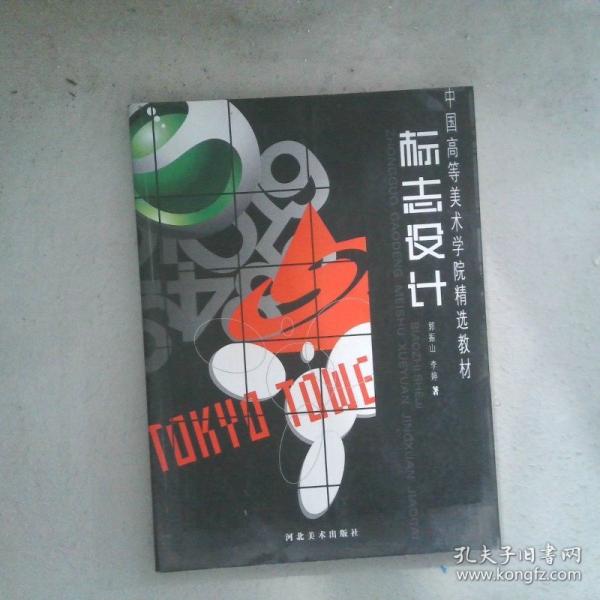 中国高等美术学院精选教材
标志设计
ZHONGGUO GAODENG MEISHU XUEYUAN JINGXUAN JIAOCAI
BIAOZHI SHEJI
郭振山 李婷 著
TOKYO TOWE
河北美术出版社
孔夫子旧书网
www.kongfz.com